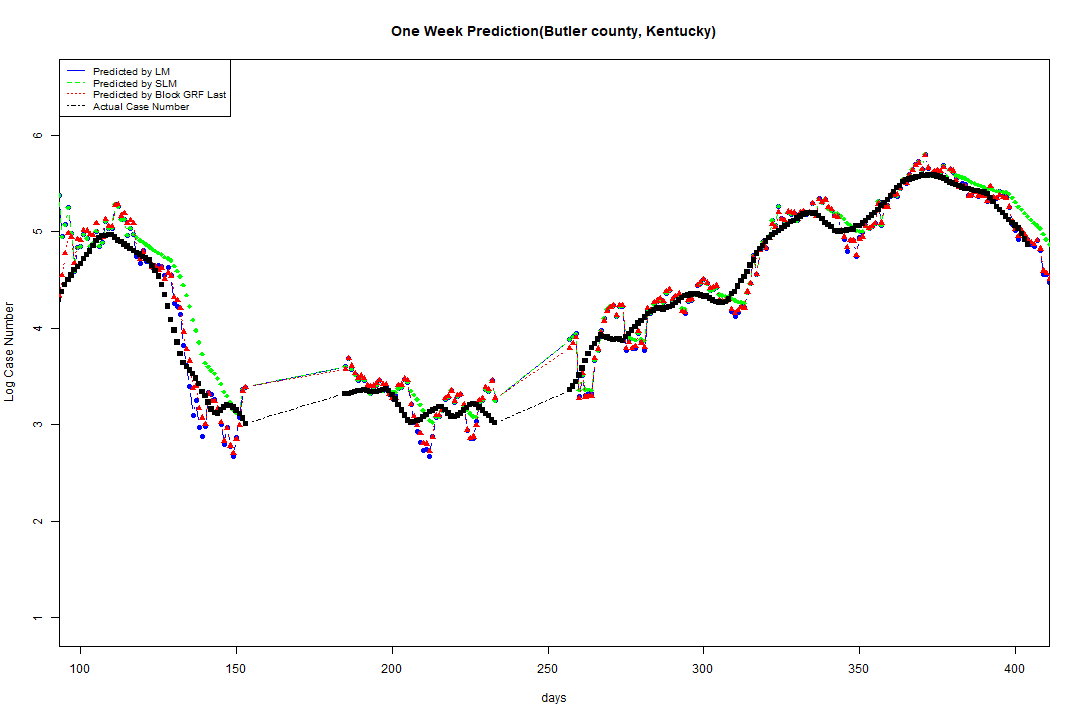 One Week Prediction(Butler county, Kentucky)
Predicted by LM
Predicted by SLM
Predicted by Block GRF Last
Actual Case Number
6
5
4
3
2
1
Log Case Number
100 150 200 250 300 350 400
days